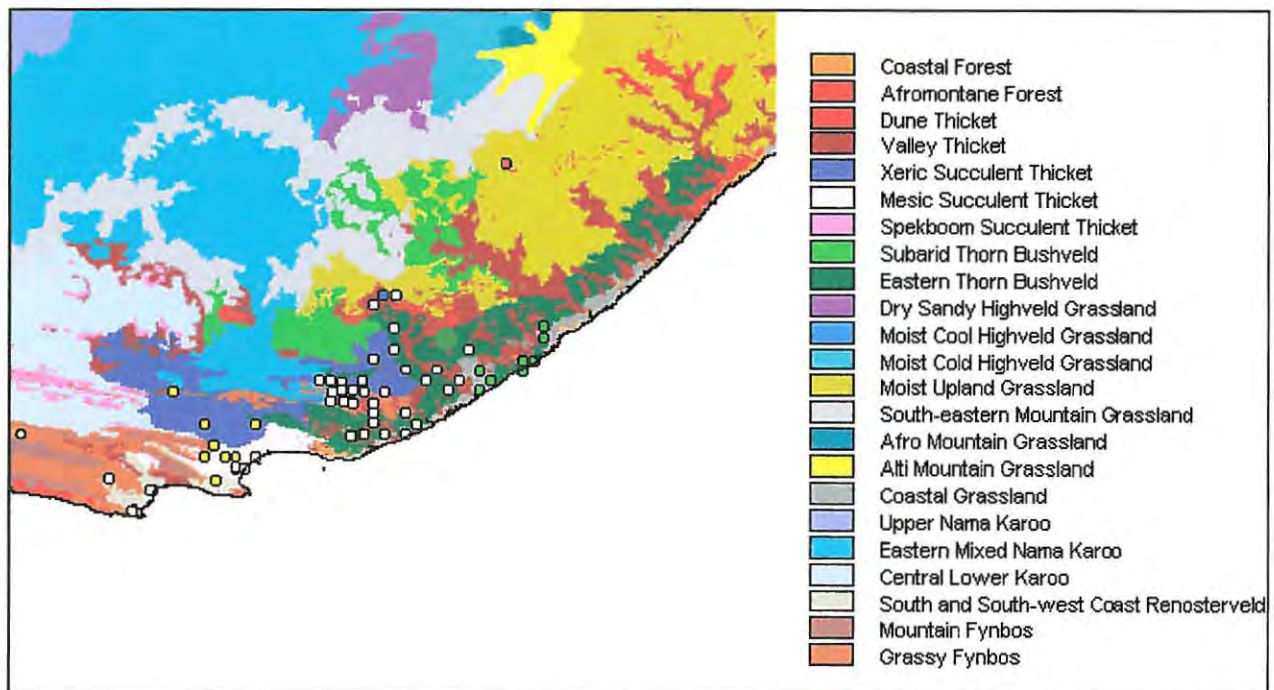 Coastal Forest
Afromontane Forest
Dune Thicket
Valley Thicket
Xeric Succulent Thicket
Mesic Succulent Thicket
Spekboom Succulent Thicket
Subarid Thorn Bushveld
Eastern Thorn Bushveld
Dry Sandy Highveld Grassland
Moist Cool Highveld Grassland
Moist Cold Highveld Grassland
Moist Upland Grassland
South-eastern Mountain Grassland
Afro Mountain Grassland
Alti Mountain Grassland
Coastal Grassland
Upper Nama Karoo
Eastern Mixed Nama Karoo
Central Lower Karoo
South and South-west Coast Renosterveld
Mountain Fynbos
Grassy Fynbos